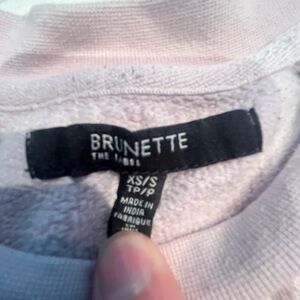 BRUNETTE
THE LABEL
XS/S
TP/P
MADE IN
INDIA
FABRIQUE